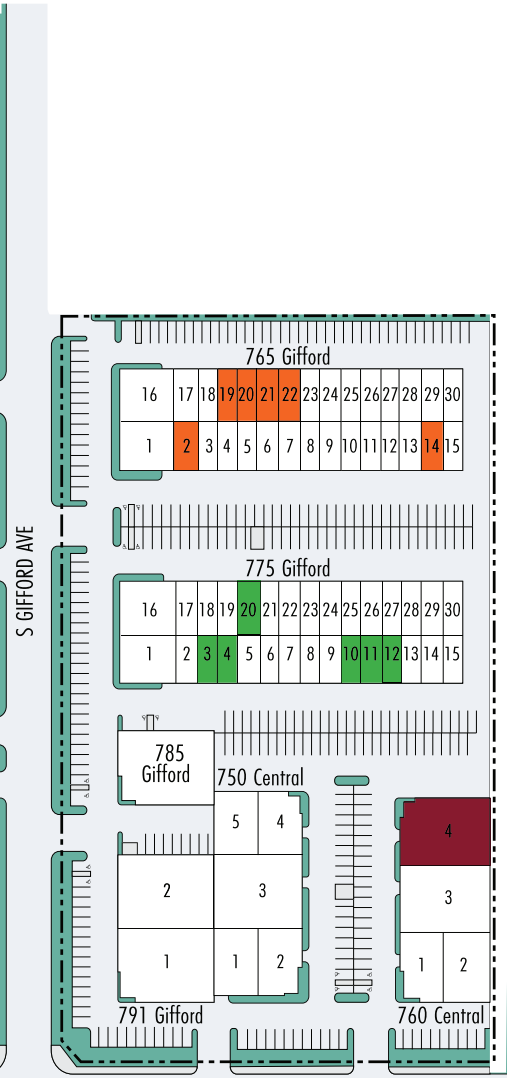 765 Gifford
16 17 18 19 20 21 22 23 24 25 26 27 28 29 30
1 2 3 4 5 6 7 8 9 10 11 12 13 14 15
S GIFFORD AVE
775 Gifford
16 17 18 19 20 21 22 23 24 25 26 27 28 29 30
1 2 3 4 5 6 7 8 9 10 11 12 13 14 15
785
Gifford
750 Central
5 4
4
2 3
3
1 1 2
1 2
791 Gifford
760 Central